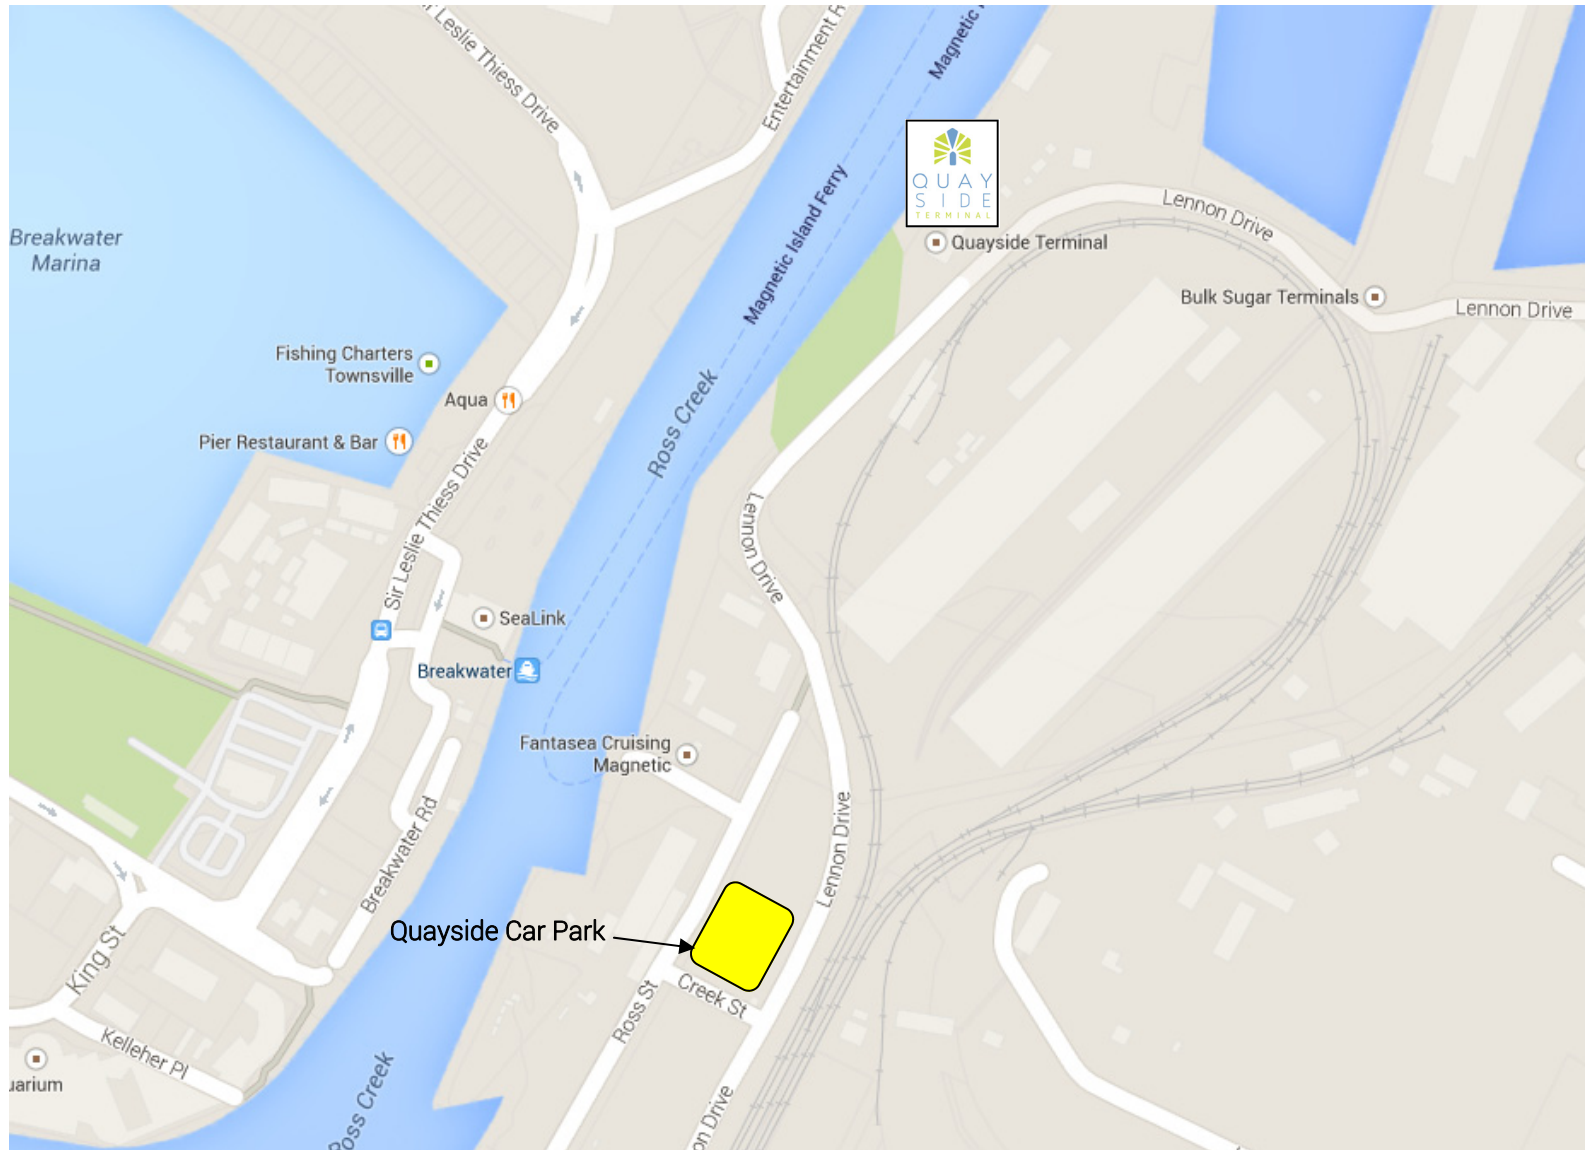 Sir Leslie Thiess Drive
Entertainment R
Magnetic
Magnetic Island Ferry
QUAY
SIDE
TERMINAL
Lennon Drive
Quayside Terminal
Breakwater
Marina
Bulk Sugar Terminals
Lennon Drive
Fishing Charters
Townsville
Aqua
Ross Creek
Pier Restaurant & Bar
Sir Leslie Thiess Drive
Lennon Drive
SeaLink
Breakwater
Fantasea Cruising
Magnetic
Lennon Drive
Breakwater Rd
Quayside Car Park
King St
Creek St
Ross St
Kelleher Pl
uarium
Ross Creek
on Drive